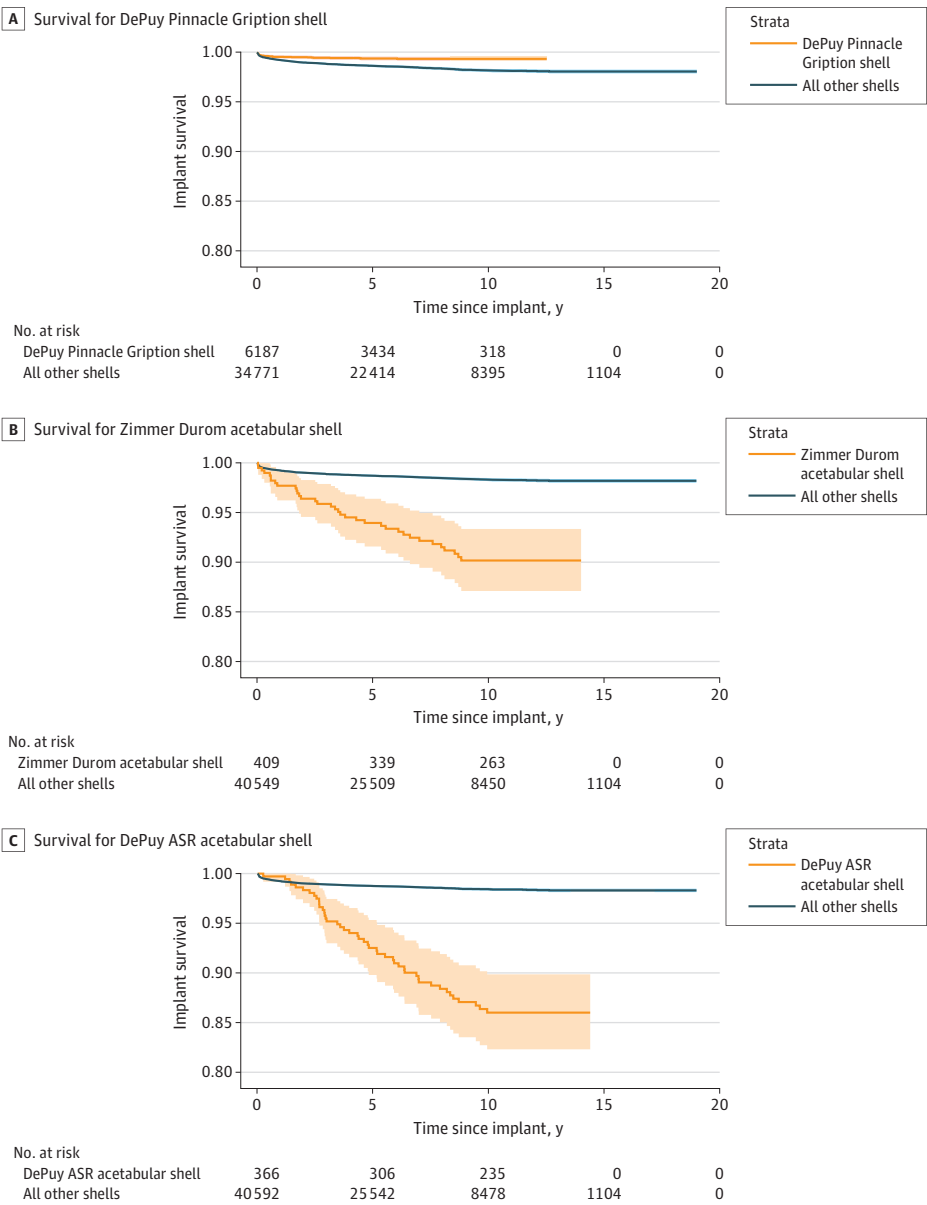 A Survival for DePuy Pinnacle Gription shell
Strata
DePuy Pinnacle
Gription shell
All other shells
Implant survival
1.00
0.95
0.90
0.85
0.80
0 5 10 15 20
Time since implant, y
No. at risk
DePuy Pinnacle Gription shell 6187 3434 318 0 0
All other shells 34771 22414 8395 1104 0
B Survival for Zimmer Durom acetabular shell
Strata
Zimmer Durom
acetabular shell
All other shells
Implant survival
1.00
0.95
0.90
0.85
0.80
0 5 10 15 20
Time since implant, y
No. at risk
Zimmer Durom acetabular shell 409 339 263 0 0
All other shells 40549 25509 8450 1104 0
C Survival for DePuy ASR acetabular shell
Strata
DePuy ASR
acetabular shell
All other shells
Implant survival
1.00
0.95
0.90
0.85
0.80
0 5 10 15 20
Time since implant, y
No. at risk
DePuy ASR acetabular shell 366 306 235 0 0
All other shells 40592 25542 8478 1104 0